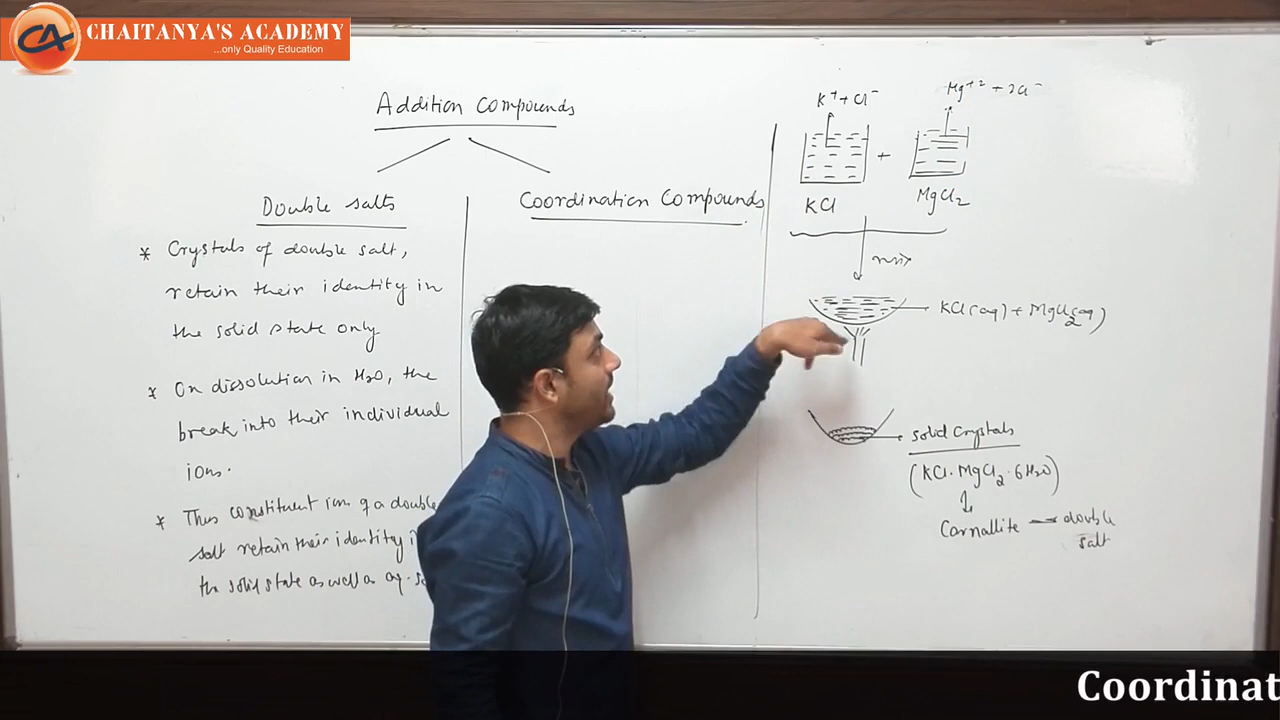 CHAITANYA'S ACADEMY
...only Quality Education
Addition Compounds
Double salts
* Crystals of double salt,
retain their identity in
the solid state only
* On dissolution in H2O, the
break into their individual
ions.
* Thus constituent ions of a double
salt retain their identity i
the solid state as well as aq.
Coordination Compounds
K+ + Cl-
Mg+2 + 2Cl-
+
KCl
MgCl2
mix
KCl(aq) + MgCl2(aq)
solid Crystals
(KCl.MgCl2.6H2O)
Carnallite
double
salt
Coordinat